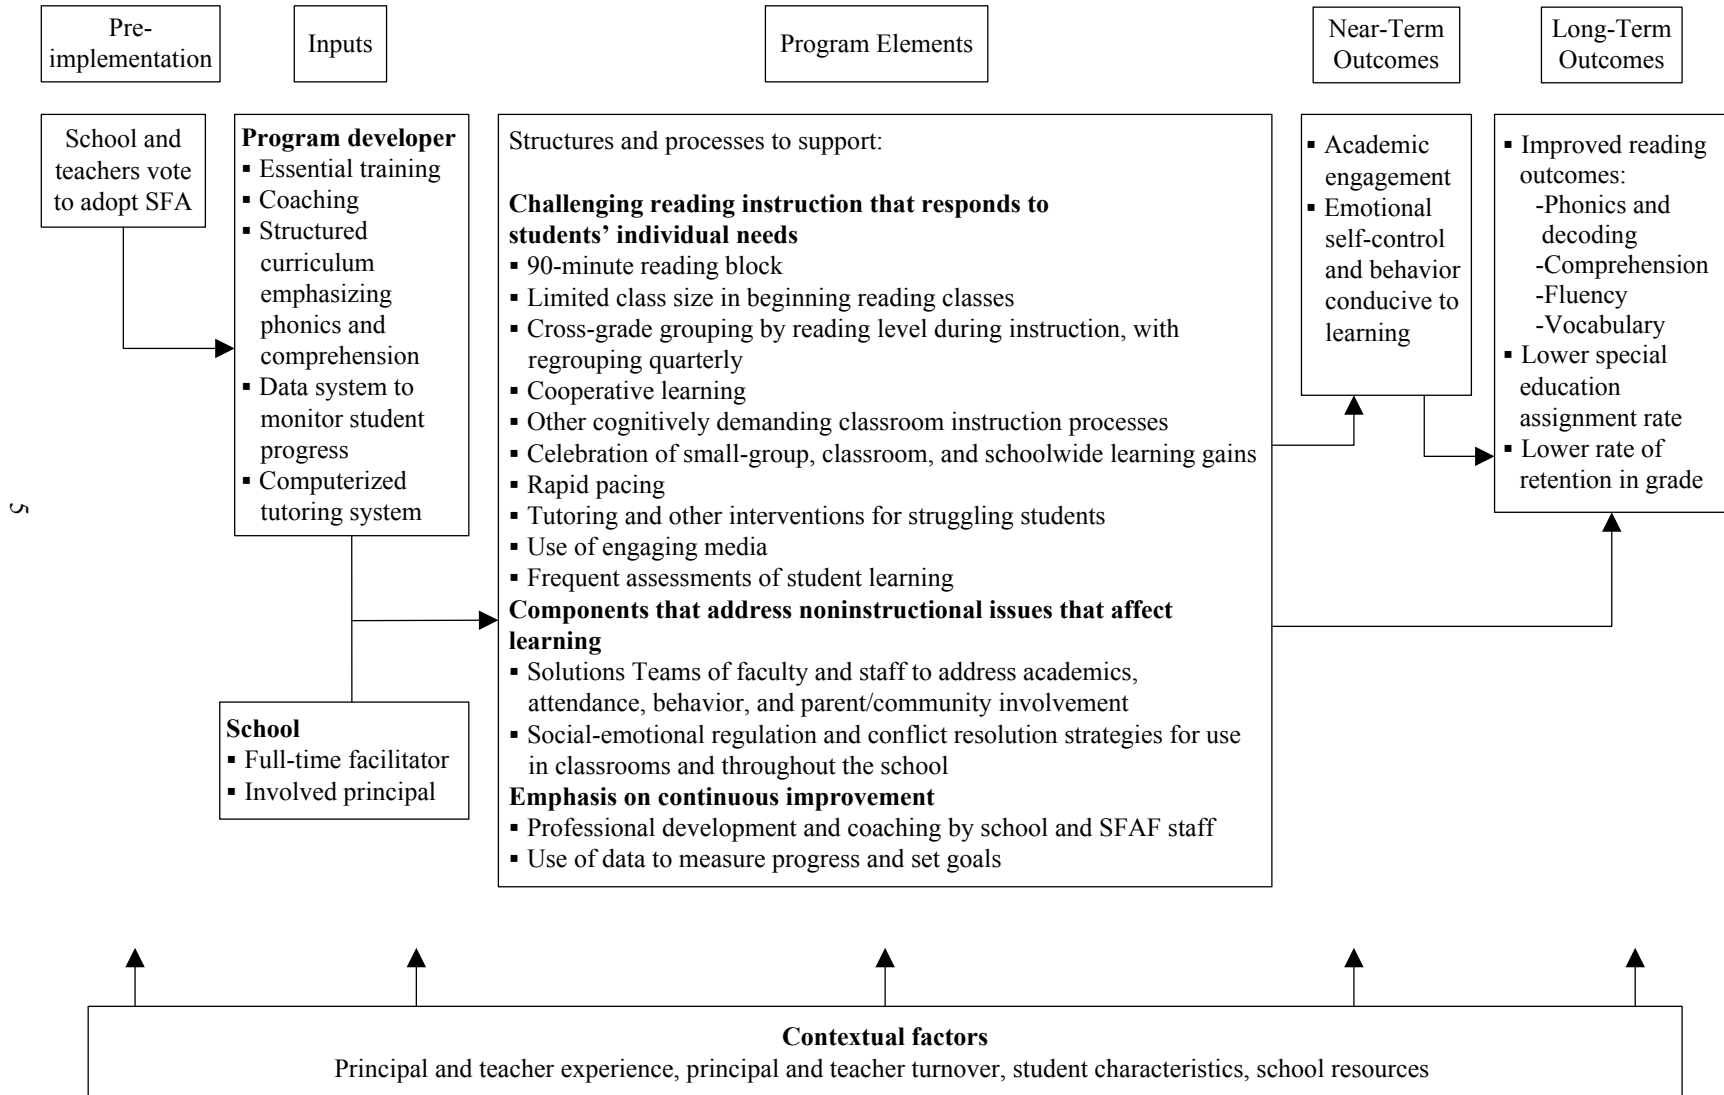 Pre-
implementation
Inputs
Program Elements
Near-Term
Outcomes
Long-Term
Outcomes
School and
teachers vote
to adopt SFA
Program developer
▪ Essential training
▪ Coaching
▪ Structured
curriculum
emphasizing
phonics and
comprehension
▪ Data system to
monitor student
progress
▪ Computerized
tutoring system
School
▪ Full-time facilitator
▪ Involved principal
Structures and processes to support:
Challenging reading instruction that responds to
students’ individual needs
▪ 90-minute reading block
▪ Limited class size in beginning reading classes
▪ Cross-grade grouping by reading level during instruction, with
regrouping quarterly
▪ Cooperative learning
▪ Other cognitively demanding classroom instruction processes
▪ Celebration of small-group, classroom, and schoolwide learning gains
▪ Rapid pacing
▪ Tutoring and other interventions for struggling students
▪ Use of engaging media
▪ Frequent assessments of student learning
Components that address noninstructional issues that affect
learning
▪ Solutions Teams of faculty and staff to address academics,
attendance, behavior, and parent/community involvement
▪ Social-emotional regulation and conflict resolution strategies for use
in classrooms and throughout the school
Emphasis on continuous improvement
▪ Professional development and coaching by school and SFAF staff
▪ Use of data to measure progress and set goals
▪ Academic
engagement
▪ Emotional
self-control
and behavior
conducive to
learning
▪ Improved reading
outcomes:
-Phonics and
decoding
-Comprehension
-Fluency
-Vocabulary
▪ Lower special
education
assignment rate
▪ Lower rate of
retention in grade
Contextual factors
Principal and teacher experience, principal and teacher turnover, student characteristics, school resources
5